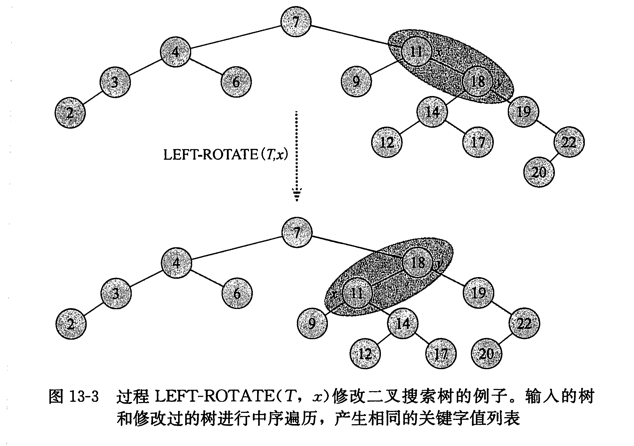 7
4 11 x
3 6 9 18 y
2 14 19
12 17 22
LEFT-ROTATE(T,x)
20
7
4 18 y
3 6 x 11 19
2 9 14 22
12 17 20
图 13-3 过程 LEFT-ROTATE(T, x)修改二叉搜索树的例子。输入的树
和修改过的树进行中序遍历，产生相同的关键字值列表